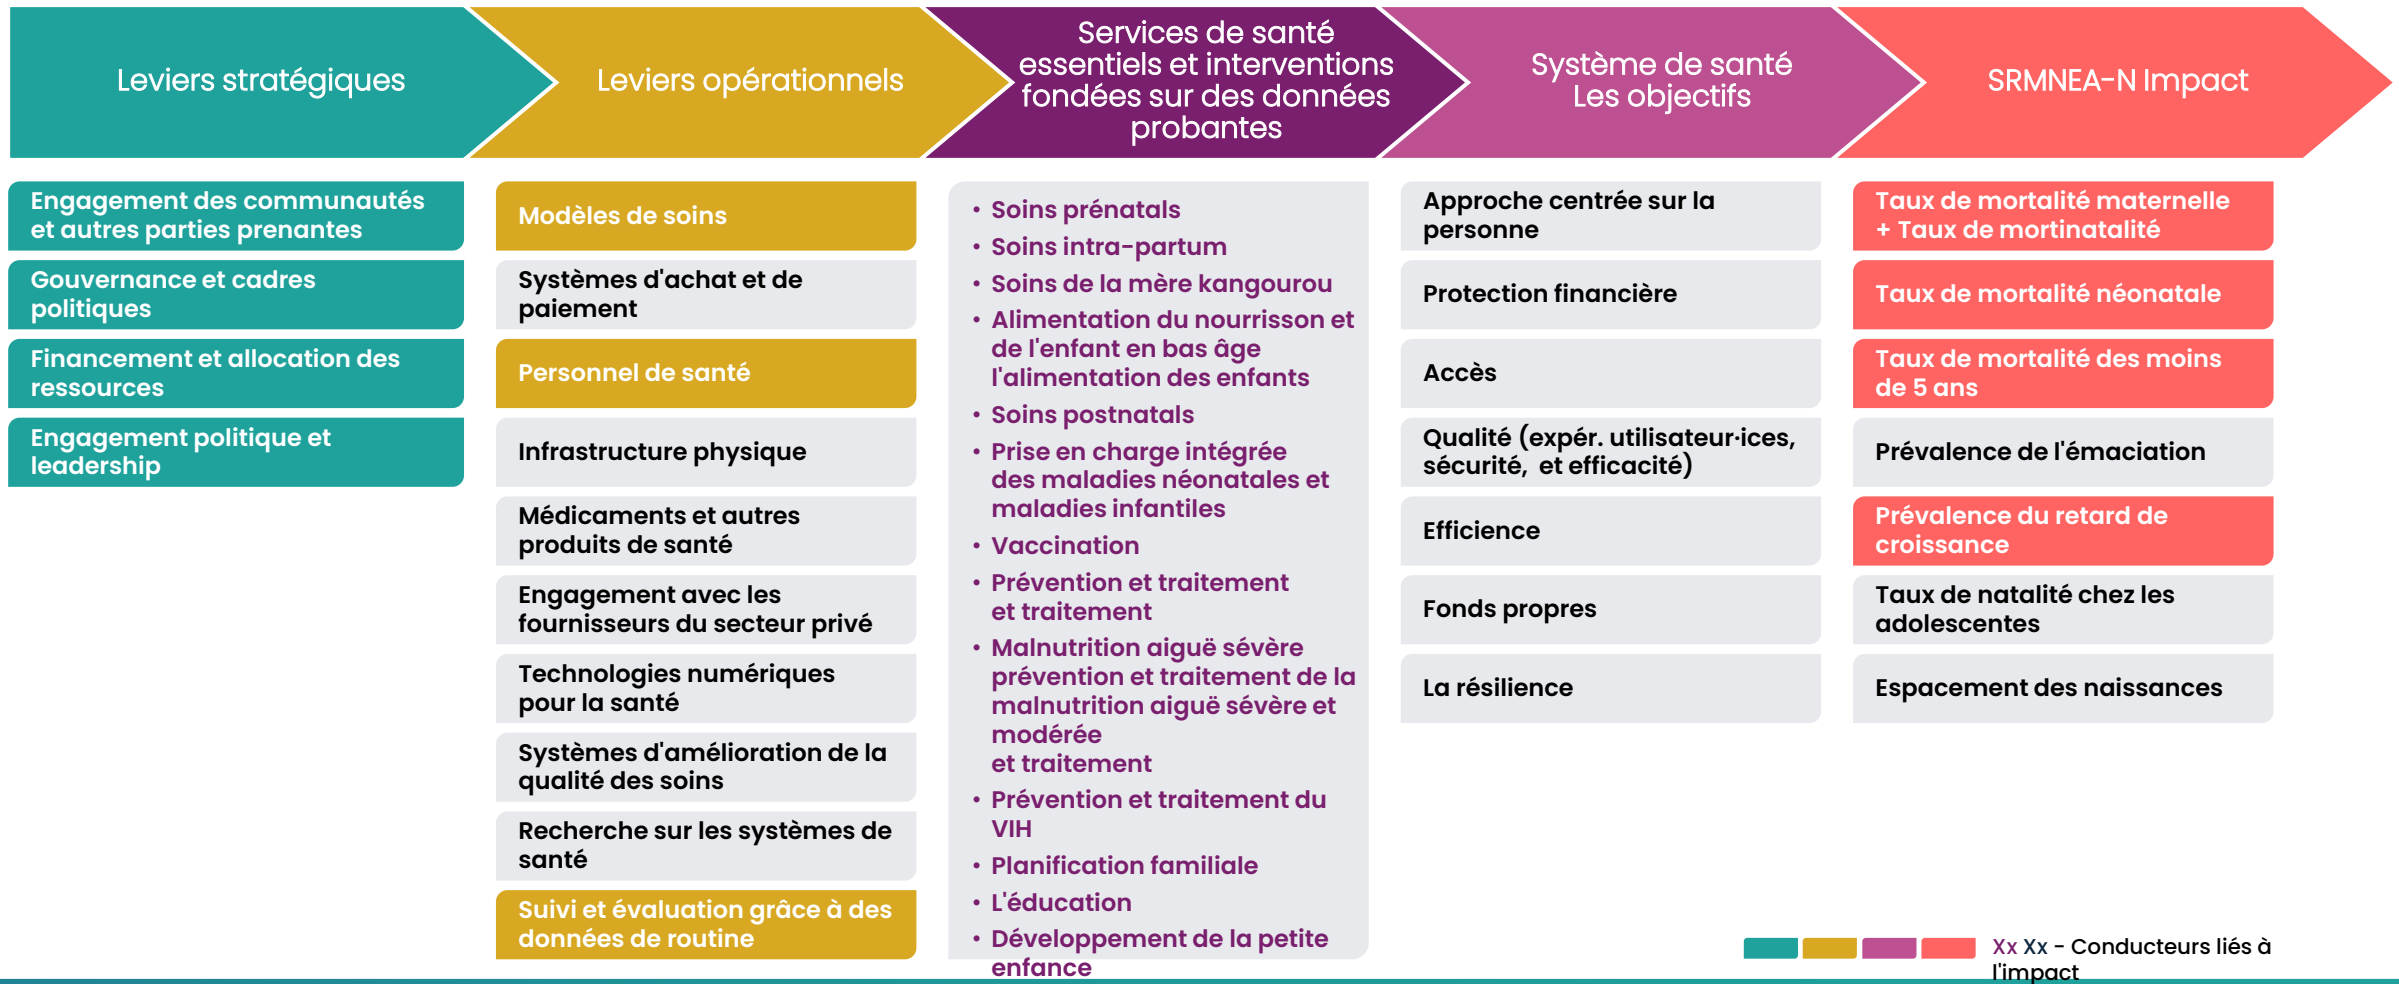 Leviers stratégiques
Leviers opérationnels
Services de santé
essentiels et interventions
fondées sur des données
probantes
Système de santé
Les objectifs
SRMNEA-N Impact
Engagement des communautés
et autres parties prenantes
Gouvernance et cadres
politiques
Financement et allocation des
ressources
Engagement politique et
leadership
Modèles de soins
Systèmes d'achat et de
paiement
Personnel de santé
Infrastructure physique
Médicaments et autres
produits de santé
Engagement avec les
fournisseurs du secteur privé
Technologies numériques
pour la santé
Systèmes d'amélioration de la
qualité des soins
Recherche sur les systèmes de
santé
Suivi et évaluation grâce à des
données de routine
• Soins prénatals
• Soins intra-partum
• Soins de la mère kangourou
• Alimentation du nourrisson et
de l'enfant en bas âge
l'alimentation des enfants
• Soins postnatals
• Prise en charge intégrée
des maladies néonatales et
maladies infantiles
• Vaccination
• Prévention et traitement
et traitement
• Malnutrition aiguë sévère
prévention et traitement de la
malnutrition aiguë sévère et
modérée
et traitement
• Prévention et traitement du
VIH
• Planification familiale
• L'éducation
• Développement de la petite
enfance
Approche centrée sur la
personne
Protection financière
Accès
Qualité (expér. utilisateur·ices,
sécurité, et efficacité)
Efficience
Fonds propres
La résilience
Taux de mortalité maternelle
+ Taux de mortinatalité
Taux de mortalité néonatale
Taux de mortalité des moins
de 5 ans
Prévalence de l'émaciation
Prévalence du retard de
croissance
Taux de natalité chez les
adolescentes
Espacement des naissances
Xx Xx - Conducteurs liés à
l'impact